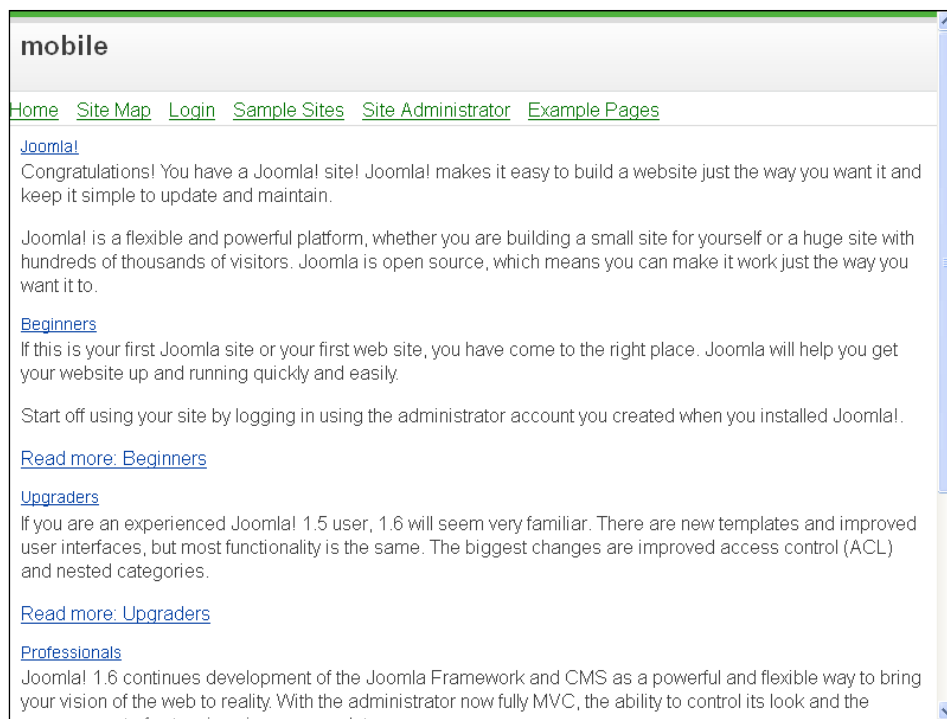 mobile
Home Site Map Login Sample Sites Site Administrator Example Pages
Joomla!
Congratulations! You have a Joomla! site! Joomla! makes it easy to build a website just the way you want it and
keep it simple to update and maintain.
Joomla! is a flexible and powerful platform, whether you are building a small site for yourself or a huge site with
hundreds of thousands of visitors. Joomla is open source, which means you can make it work just the way you
want it to.
Beginners
If this is your first Joomla site or your first web site, you have come to the right place. Joomla will help you get
your website up and running quickly and easily.
Start off using your site by logging in using the administrator account you created when you installed Joomla!.
Read more: Beginners
Upgraders
If you are an experienced Joomla! 1.5 user, 1.6 will seem very familiar. There are new templates and improved
user interfaces, but most functionality is the same. The biggest changes are improved access control (ACL)
and nested categories.
Read more: Upgraders
Professionals
Joomla! 1.6 continues development of the Joomla Framework and CMS as a powerful and flexible way to bring
your vision of the web to reality. With the administrator now fully MVC, the ability to control its look and the